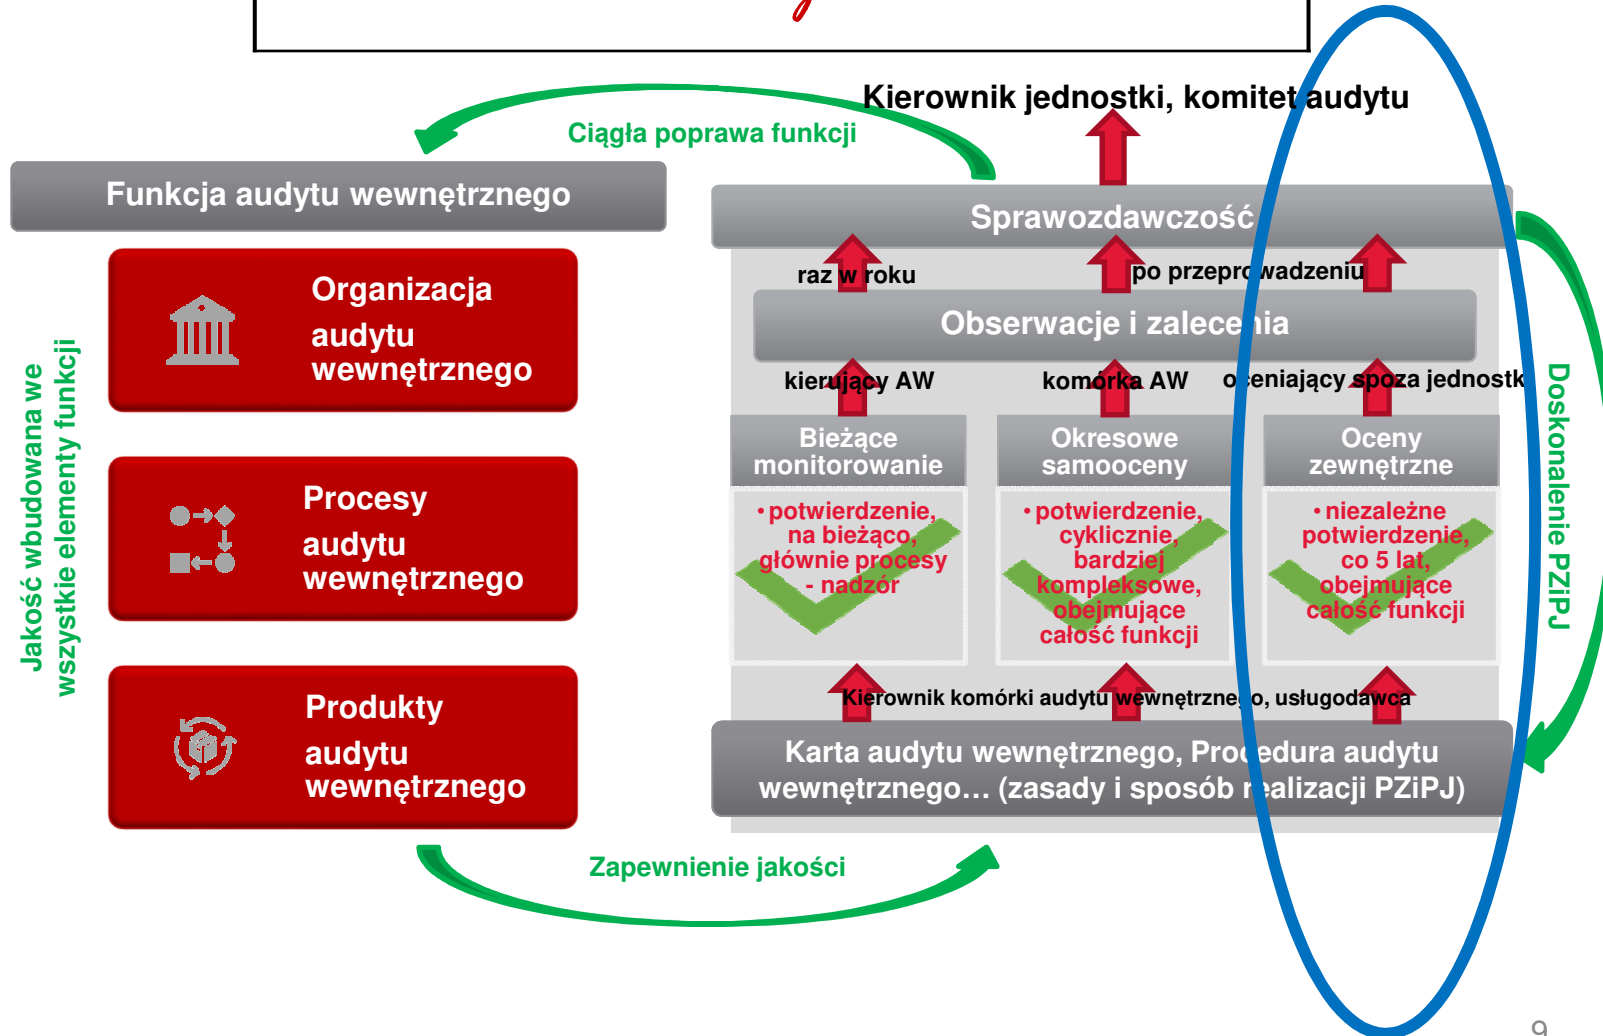 Kierownik jednostki, komitet audytu
Ciągła poprawa funkcji
Funkcja audytu wewnętrznego
Organizacja
audytu
wewnętrznego
Procesy
audytu
wewnętrznego
Produkty
audytu
wewnętrznego
Jakość wbudowana we
wszystkie elementy funkcji
Sprawozdawczość
raz w roku
po przeprowadzeniu
Obserwacje i zalecenia
kierujący AW
komórka AW
oceniający spoza jednostk
Bieżące
monitorowanie
Okresowe
samooceny
Oceny
zewnętrzne
• potwierdzenie,
na bieżąco,
głównie procesy
- nadzór
• potwierdzenie,
cyklicznie,
bardziej
kompleksowe,
obejmujące
całość funkcji
• niezależne
potwierdzenie,
co 5 lat,
obejmujące
całość funkcji
Kierownik komórki audytu wewnętrznego, usługodawca
Karta audytu wewnętrznego, Procedura audytu
wewnętrznego… (zasady i sposób realizacji PZiPJ)
Doskonalenie PZiPJ
Zapewnienie jakości
9